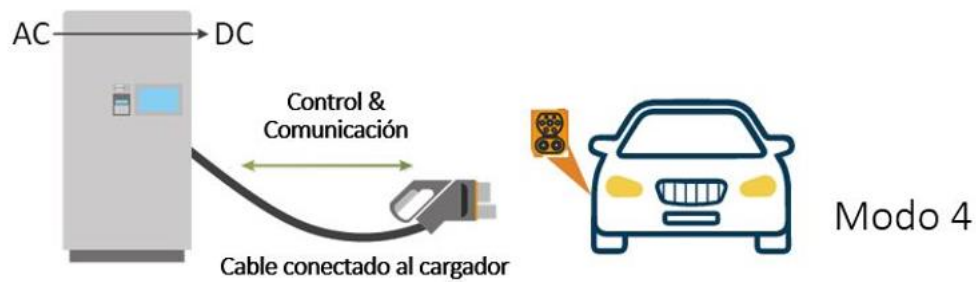 AC DC
Control &
Comunicación
Modo 4
Cable conectado al cargador